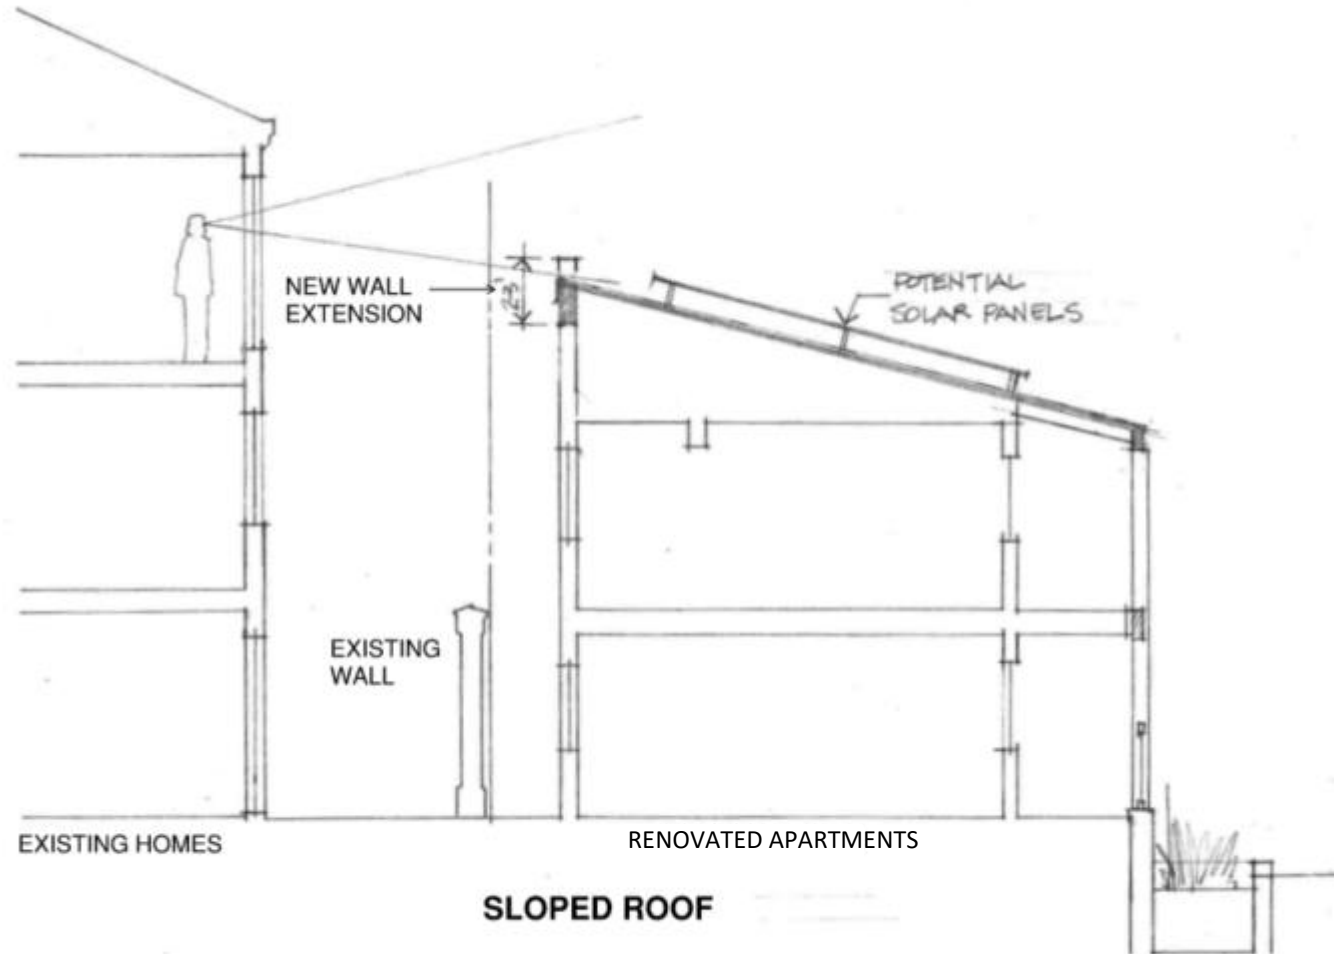 NEW WALL
EXTENSION
POTENTIAL
SOLAR PANELS
EXISTING
WALL
EXISTING HOMES
RENOVATED APARTMENTS
SLOPED ROOF